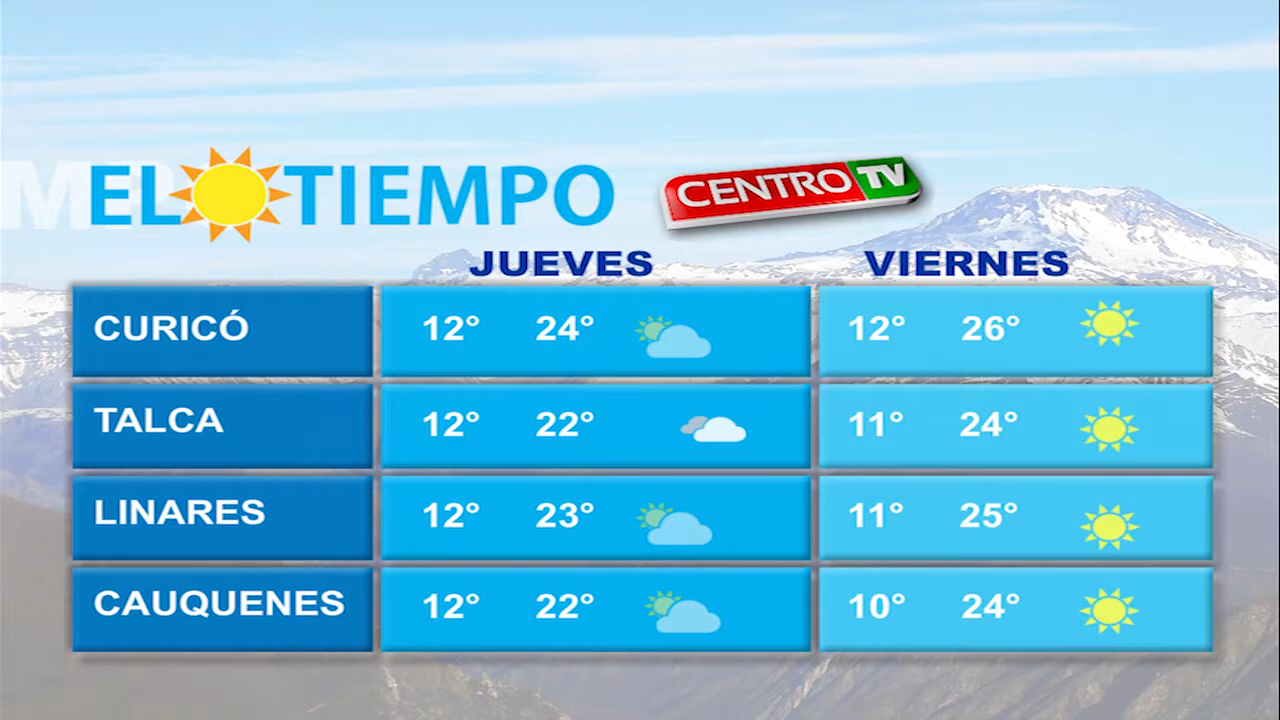 EL TIEMPO
CENTRO TV
JUEVES VIERNES
CURICÓ 12° 24° 12° 26°
TALCA 12° 22° 11° 24°
LINARES 12° 23° 11° 25°
CAUQUENES 12° 22° 10° 24°